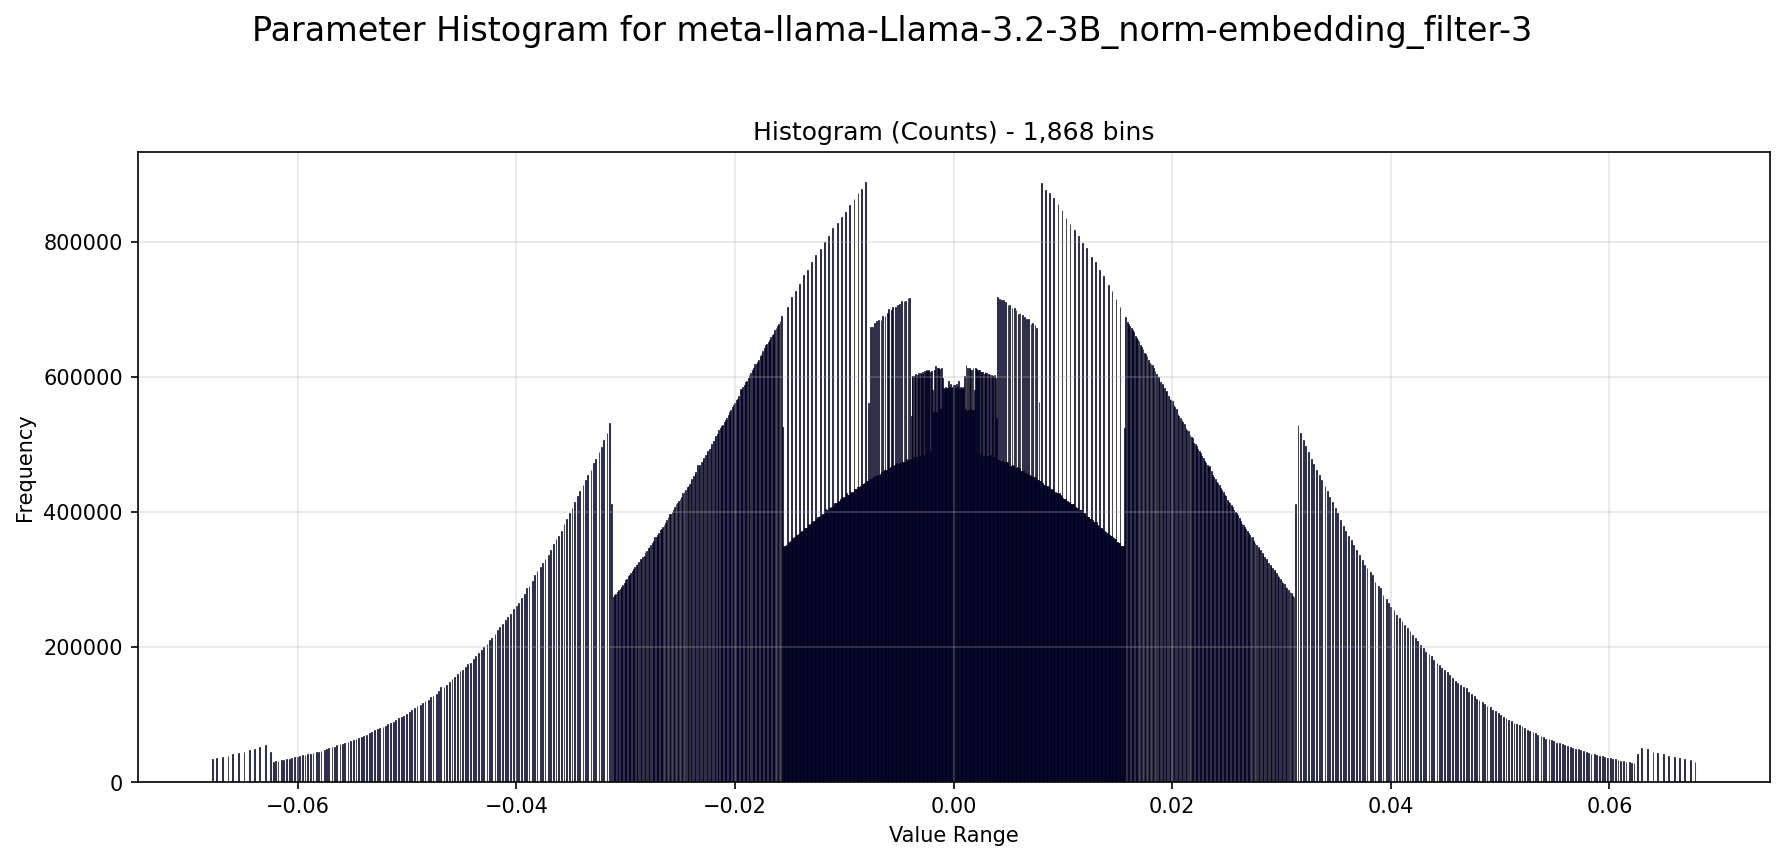 Parameter Histogram for meta-llama-Llama-3.2-3B_norm-embedding_filter-3
Histogram (Counts) - 1,868 bins
800000
600000
400000
200000
0
Frequency
−0.06 −0.04 −0.02 0.00 0.02 0.04 0.06
Value Range